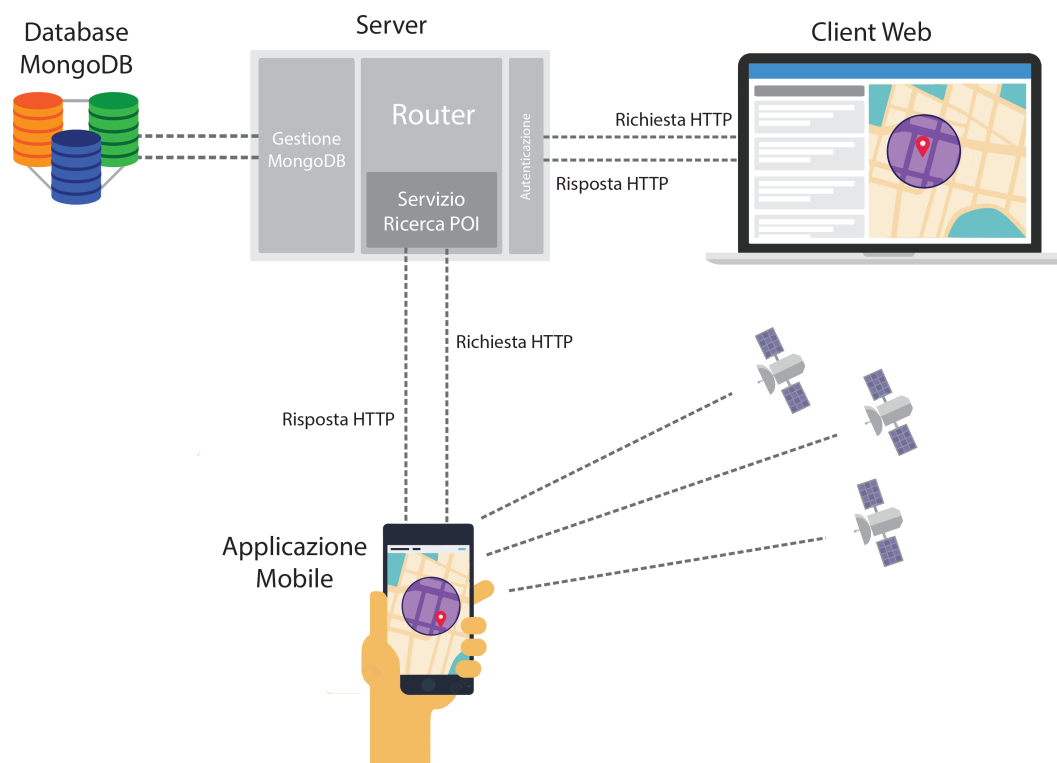 Database
MongoDB
Server
Client Web
Gestione
MongoDB
Router
Servizio
Ricerca POI
Autenticazione
Richiesta HTTP
Risposta HTTP
Richiesta HTTP
Risposta HTTP
Applicazione
Mobile